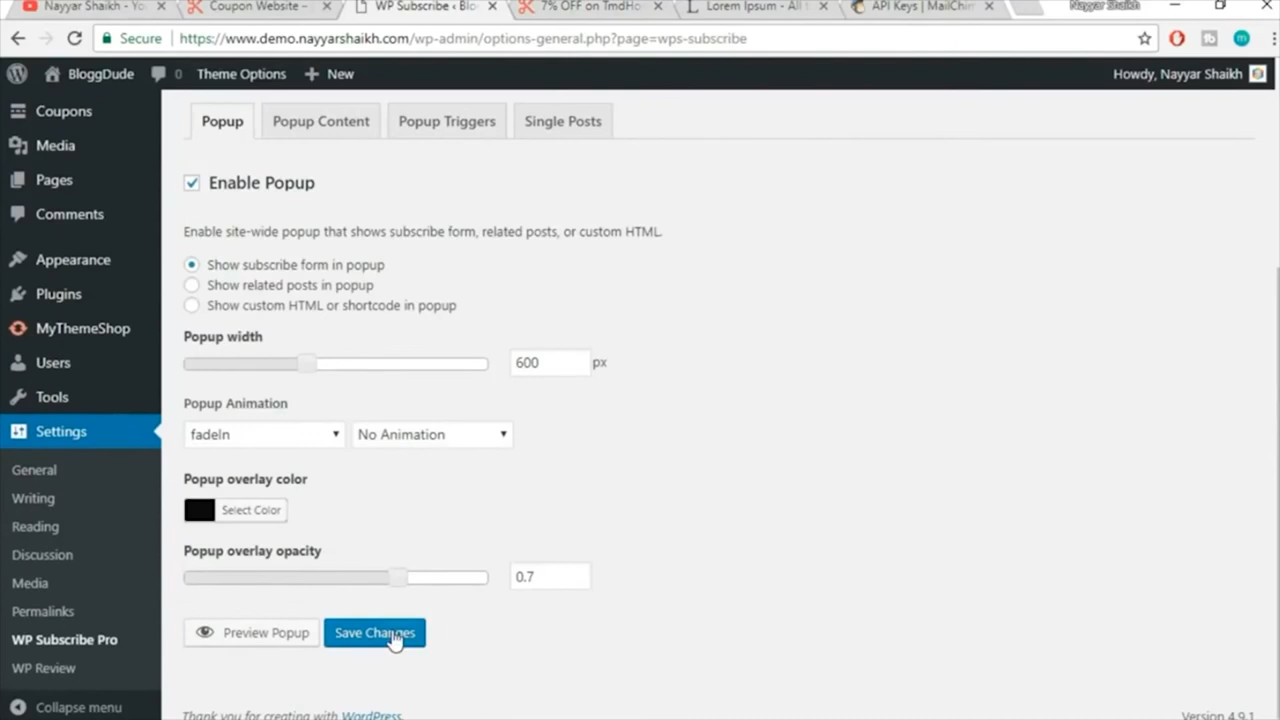 Nayyar Shaikh - Yo
Coupon Website –
WP Subscribe ‹ Blo
7% OFF on TmdHo
Lorem Ipsum - All
API Keys | MailChim
Nayyar Shaikh
Secure
https://www.demo.nayyarshaikh.com/wp-admin/options-general.php?page=wps-subscribe
BloggDude
0
Theme Options
New
Howdy, Nayyar Shaikh
Coupons
Media
Pages
Comments
Appearance
Plugins
MyThemeShop
Users
Tools
Settings
General
Writing
Reading
Discussion
Media
Permalinks
WP Subscribe Pro
WP Review
Collapse menu
Popup
Popup Content
Popup Triggers
Single Posts
Enable Popup
Enable site-wide popup that shows subscribe form, related posts, or custom HTML.
Show subscribe form in popup
Show related posts in popup
Show custom HTML or shortcode in popup
Popup width
600 px
Popup Animation
fadeIn
No Animation
Popup overlay color
Select Color
Popup overlay opacity
0.7
Preview Popup
Save Changes
Thank you for creating with WordPress.
Version 4.9.1